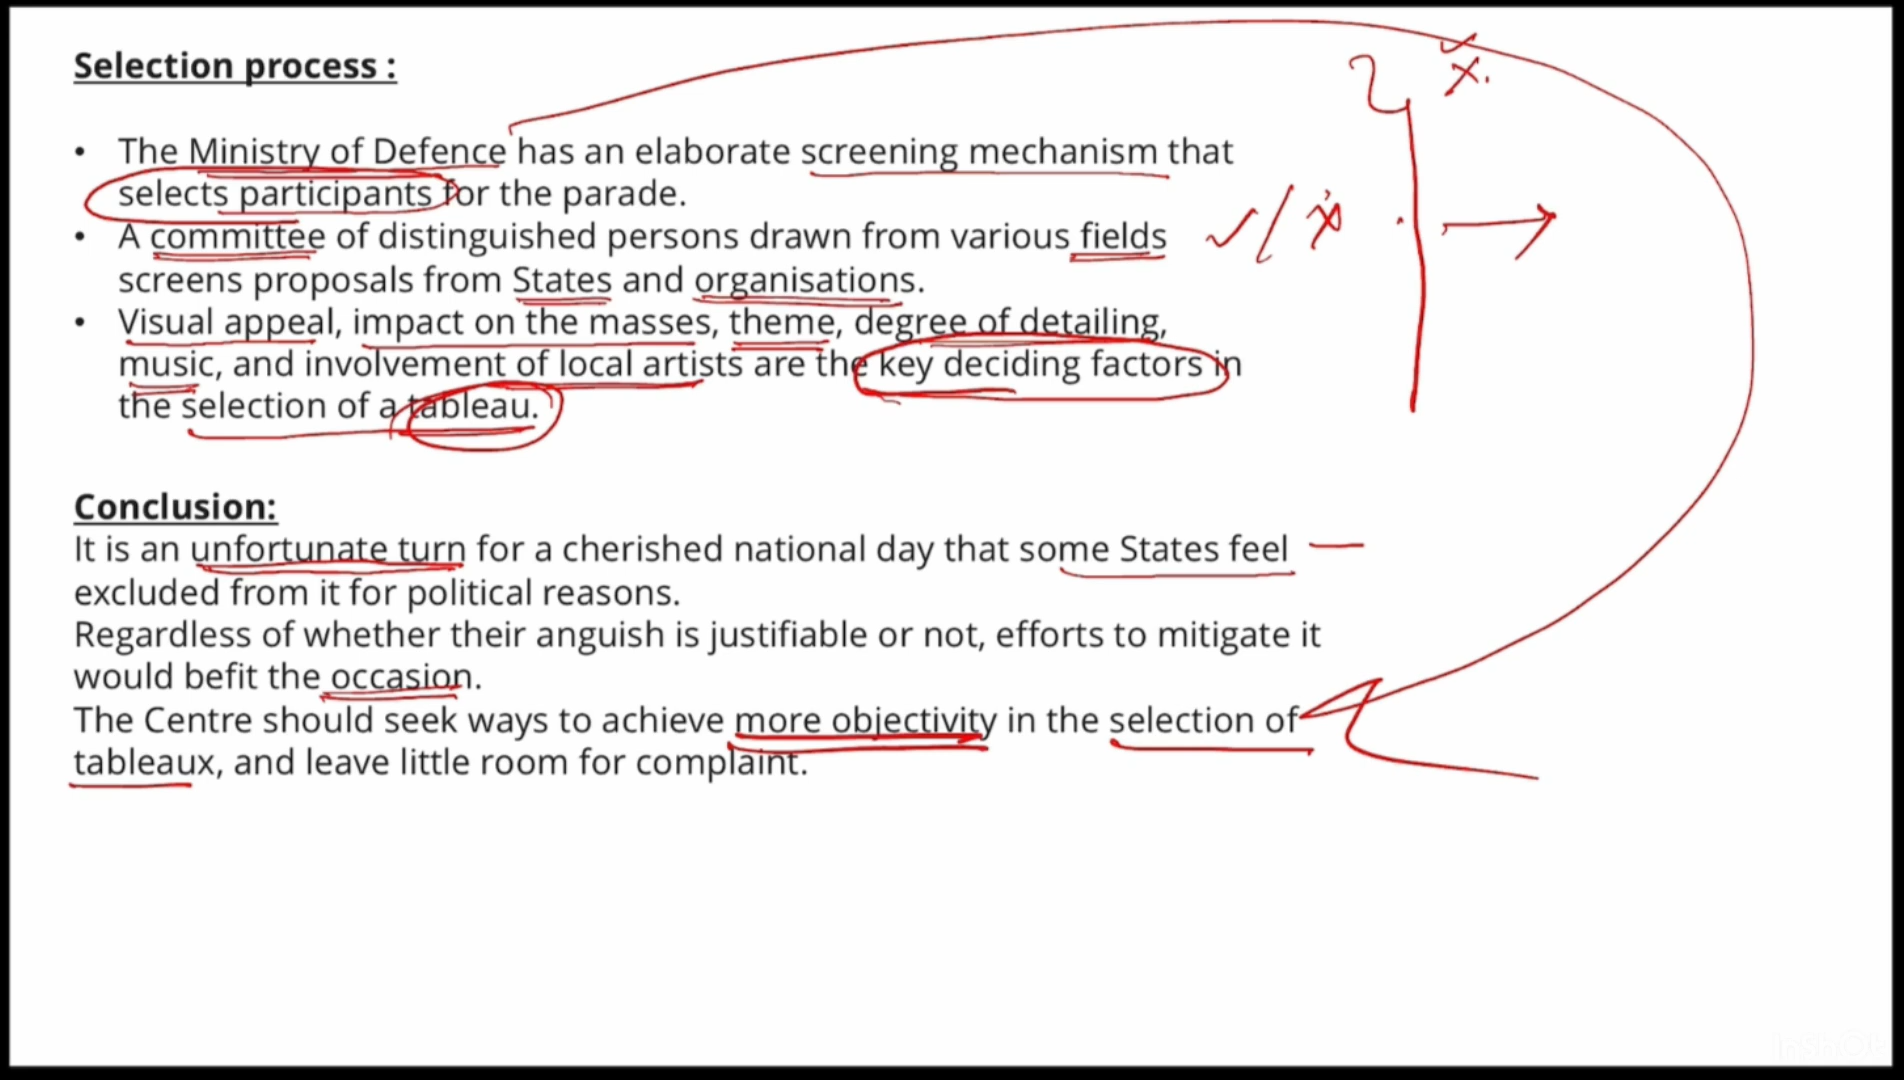 Selection process :
• The Ministry of Defence has an elaborate screening mechanism that
selects participants for the parade.
• A committee of distinguished persons drawn from various fields
screens proposals from States and organisations.
• Visual appeal, impact on the masses, theme, degree of detailing,
music, and involvement of local artists are the key deciding factors in
the selection of a tableau.
Conclusion:
It is an unfortunate turn for a cherished national day that some States feel
excluded from it for political reasons.
Regardless of whether their anguish is justifiable or not, efforts to mitigate it
would befit the occasion.
The Centre should seek ways to achieve more objectivity in the selection of
tableaux, and leave little room for complaint.